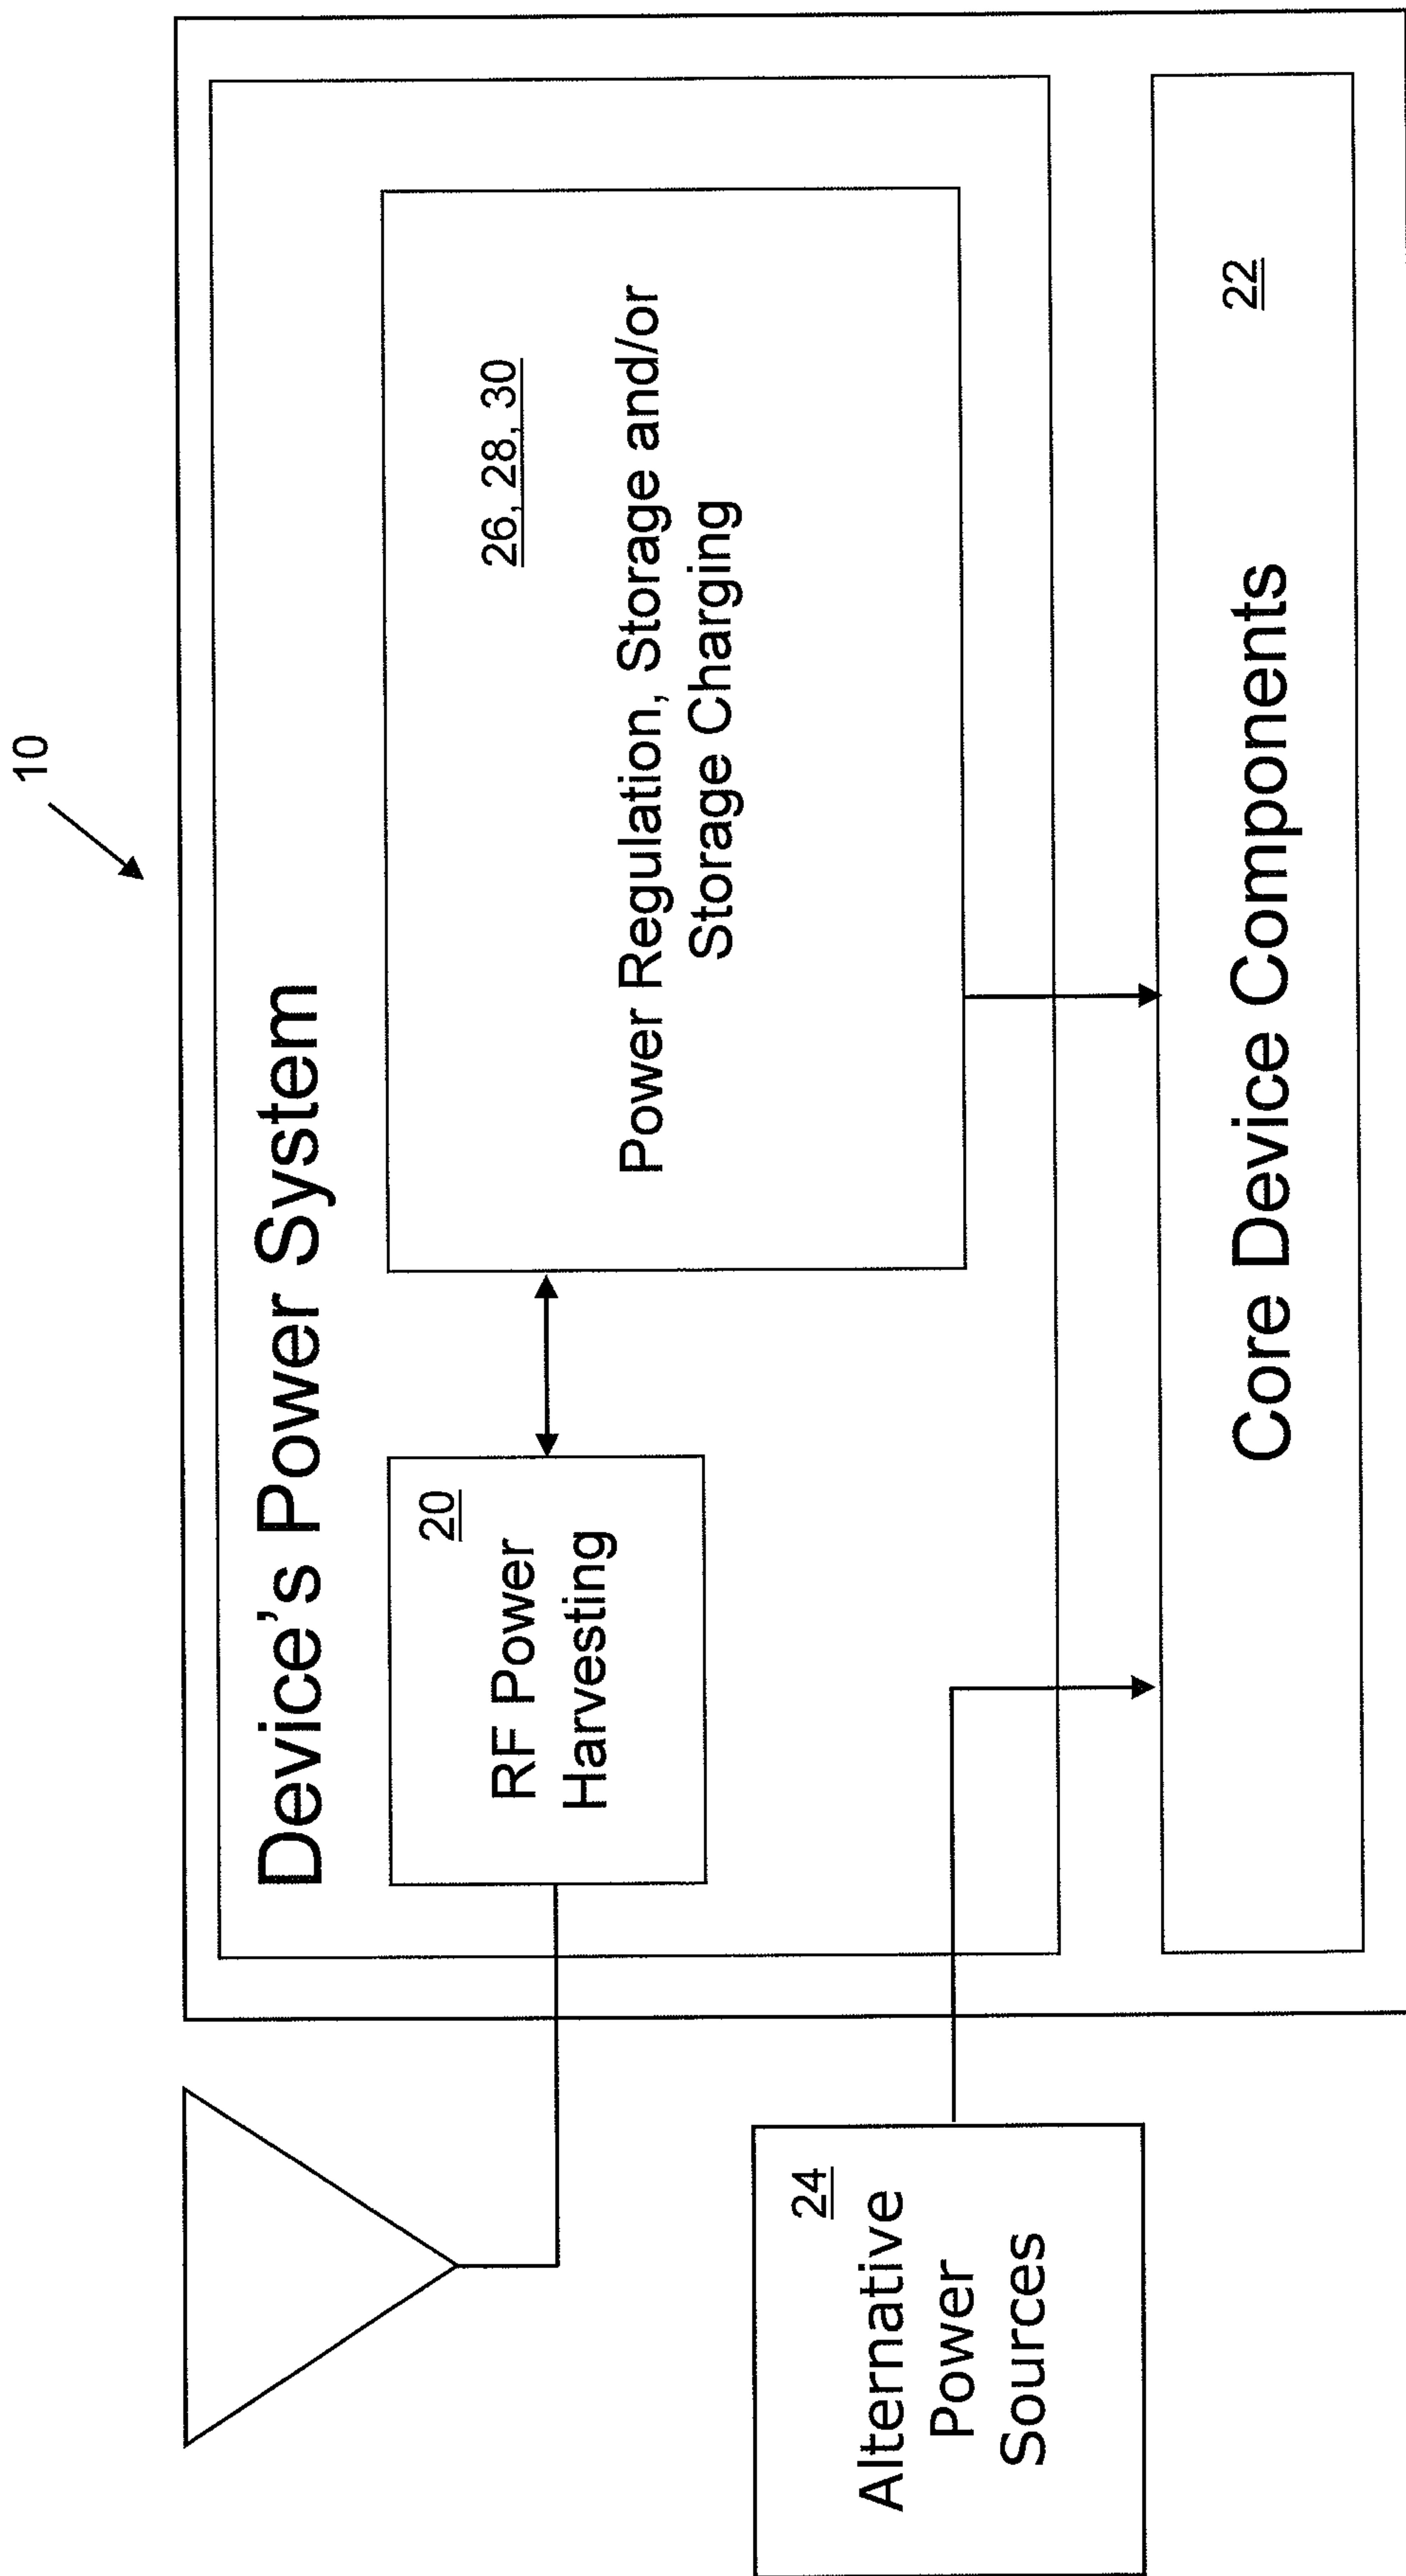 10
Device's Power System
26, 28, 30
Power Regulation, Storage and/or
Storage Charging
20
RF Power
Harvesting
22
Core Device Components
24
Alternative
Power
Sources